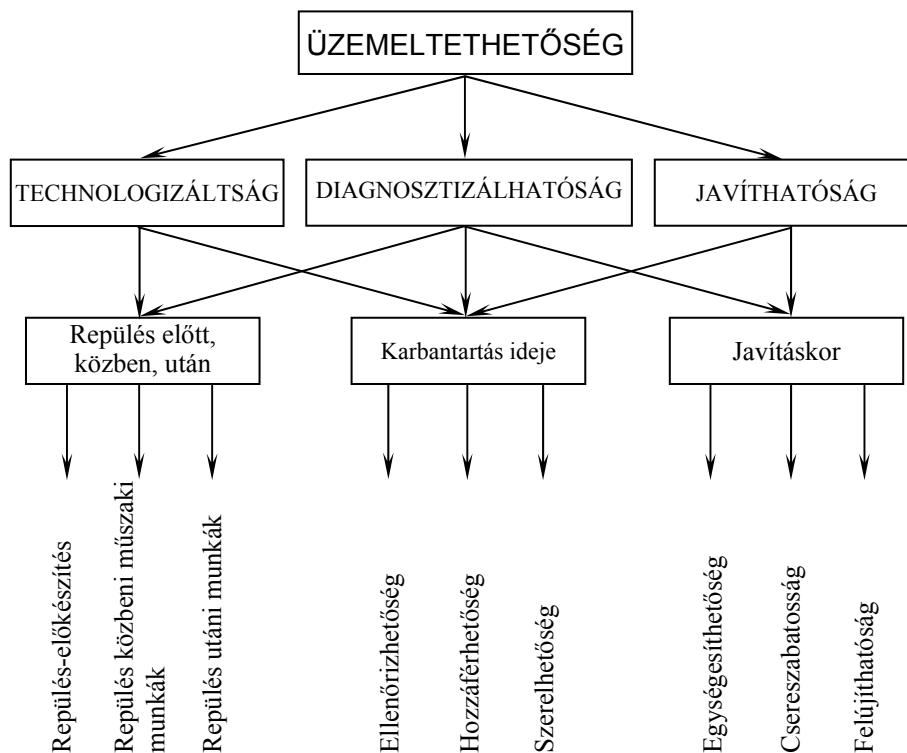 ÜZEMELTETHETŐSÉG
TECHNOLOGIZÁLTSÁG
DIAGNOSZTIZÁLHATÓSÁG
JAVÍTHATÓSÁG
Repülés előtt,
közben, után
Karbantartás ideje
Javításkor
Repülés-előkészítés
Repülés közbeni műszaki
munkák
Repülés utáni munkák
Ellenőrizhetőség
Hozzáférhetőség
Szerelhetőség
Egységesíthetőség
Csereszabatosság
Felújíthatóság